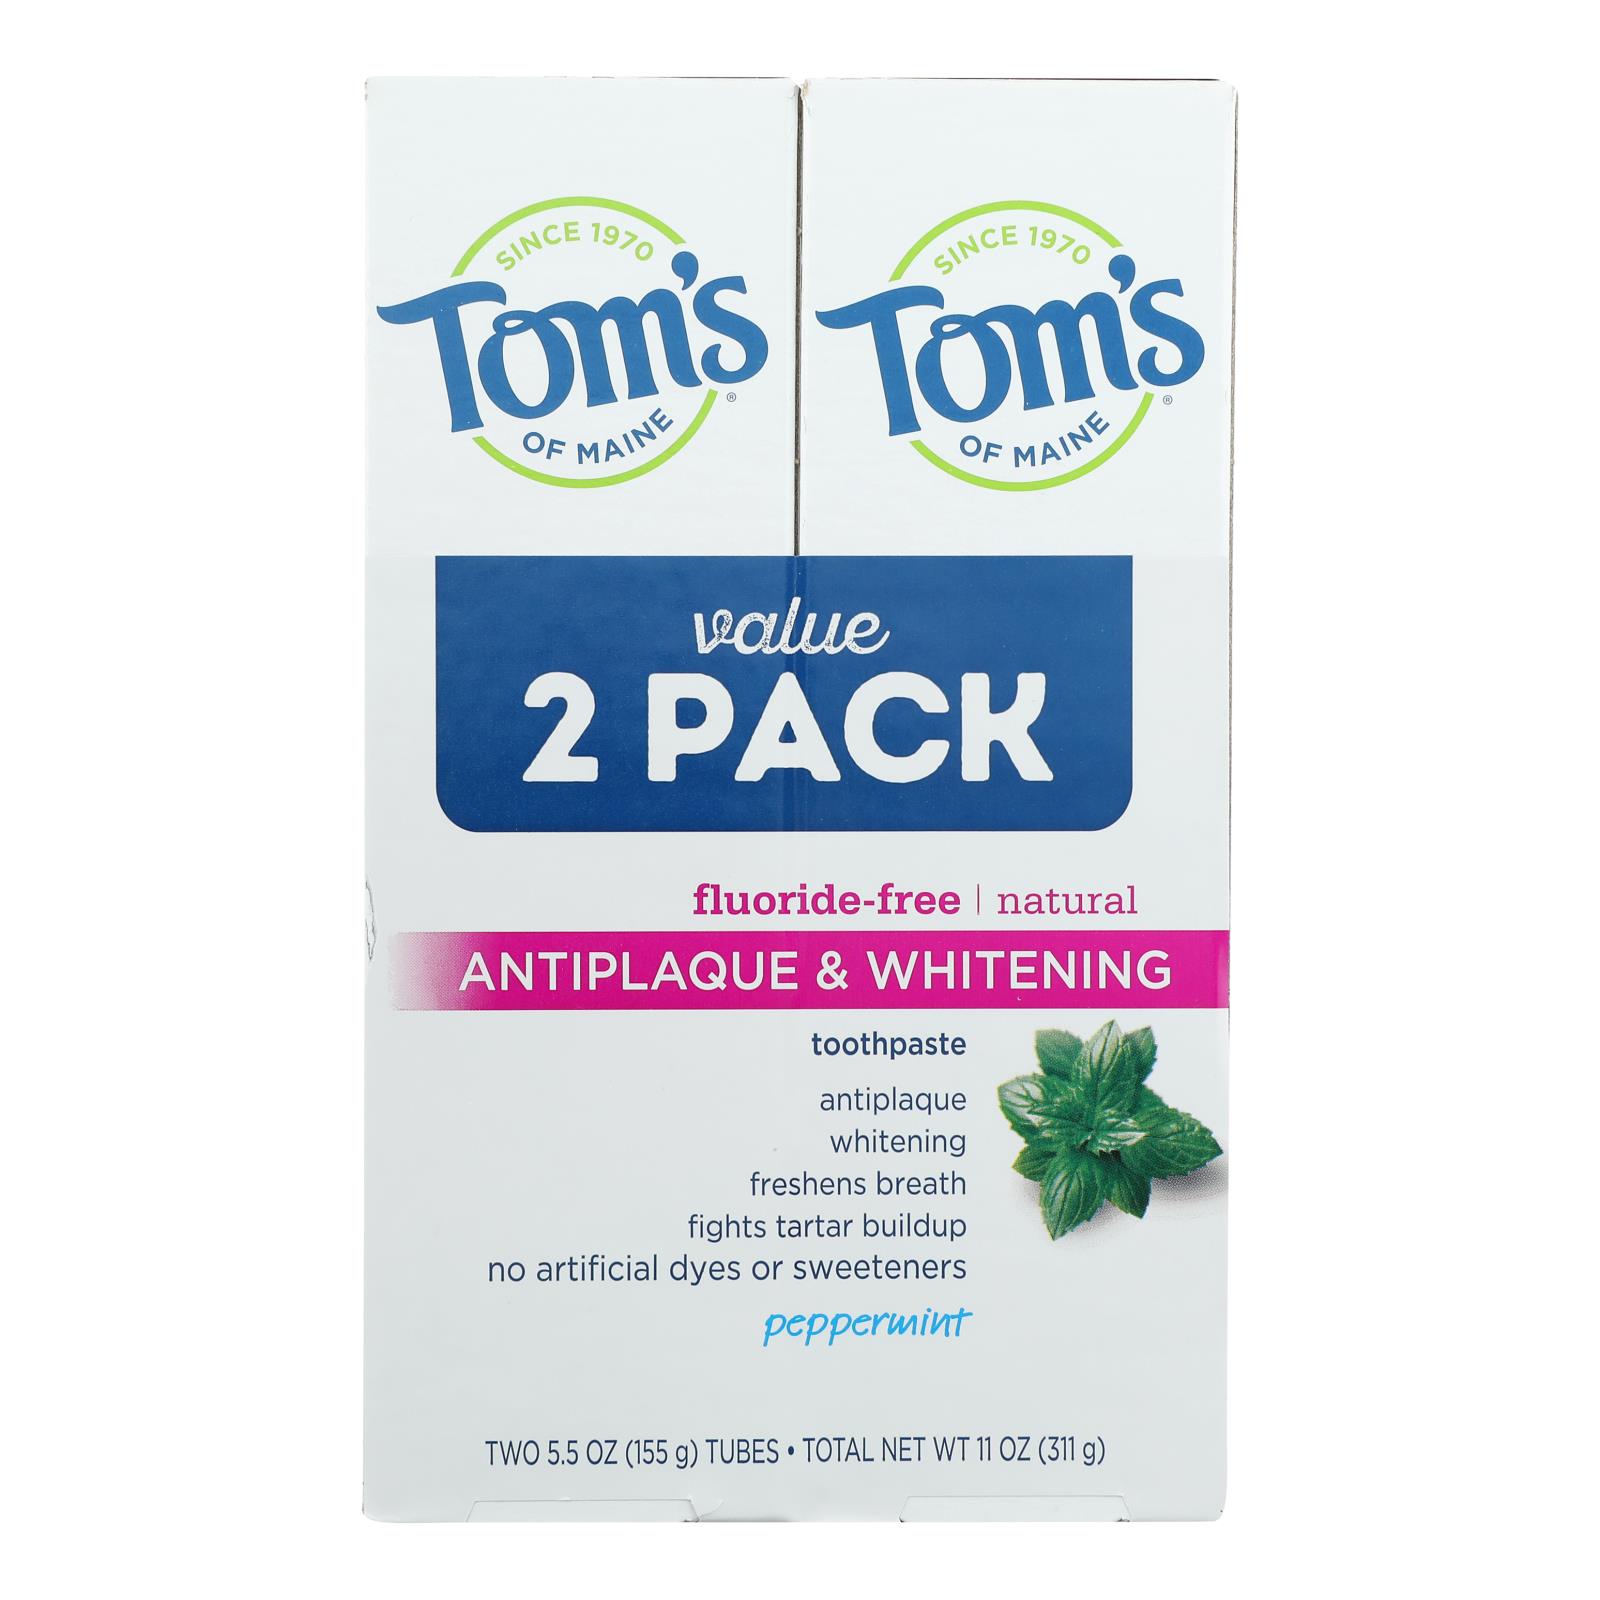 SINCE 1970
Tom's
OF MAINE
®
SINCE 1970
Tom's
OF MAINE
®
value
2 PACK
fluoride-free | natural
ANTIPLAQUE & WHITENING
toothpaste
antiplaque
whitening
freshens breath
fights tartar buildup
no artificial dyes or sweeteners
peppermint
TWO 5.5 OZ (155 g) TUBES • TOTAL NET WT 11 OZ (311 g)